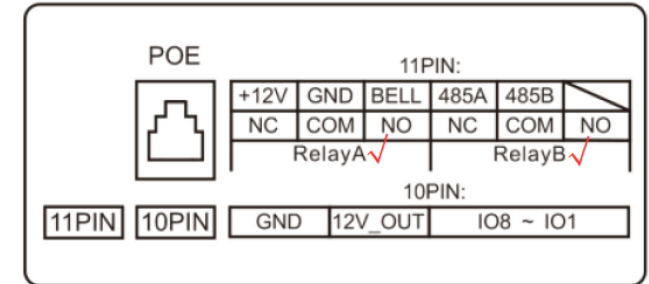 POE
11PIN:
+12V GND BELL 485A 485B
NC COM NO NC COM NO
RelayA RelayB
10PIN:
11PIN 10PIN GND 12V_OUT IO8 ~ IO1